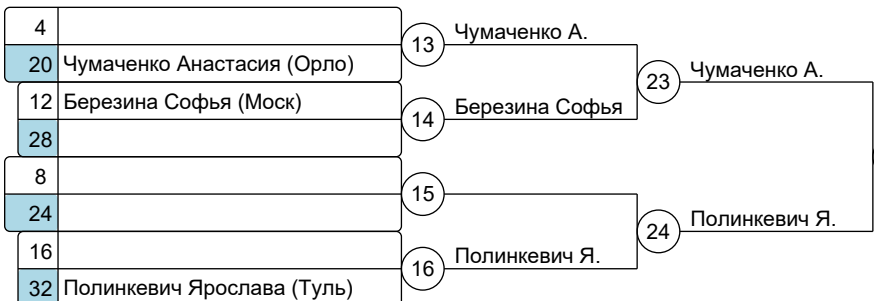 4
20 Чумаченко Анастасия (Орло)
12 Березина Софья (Моск)
28
8
24
16
32 Полинкевич Ярослава (Туль)
13
Чумаченко А.
14
Березина Софья
15
16
Полинкевич Я.
23
Чумаченко А.
24
Полинкевич Я.